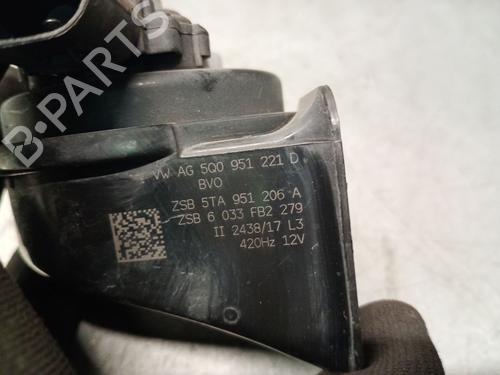 B-PARTS
VW AG 5Q0 951 221 D
BVO
ZSB 5TA 951 206 A
ZSB 6 033 FB2 279
II 2438/17 L3
420Hz 12V